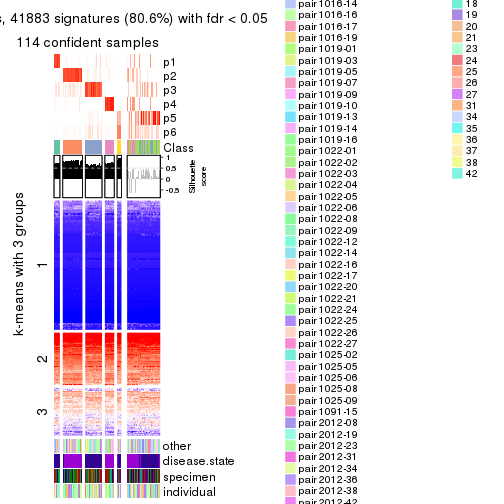 , 41883 signatures (80.6%) with fdr < 0.05
114 confident samples
p1
p2
p3
p4
p5
p6
Class
1
0.5
0
-0.5
Silhouette
score
k-means with 3 groups
1
2
3
other
disease.state
specimen
individual
pair1016-14
pair1016-16
pair1016-17
pair1016-19
pair1019-01
pair1019-03
pair1019-05
pair1019-07
pair1019-09
pair1019-10
pair1019-13
pair1019-14
pair1019-16
pair1022-01
pair1022-02
pair1022-03
pair1022-04
pair1022-05
pair1022-06
pair1022-08
pair1022-09
pair1022-12
pair1022-14
pair1022-16
pair1022-17
pair1022-20
pair1022-21
pair1022-24
pair1022-25
pair1022-26
pair1022-27
pair1025-02
pair1025-05
pair1025-06
pair1025-08
pair1025-09
pair1091-15
pair2012-08
pair2012-19
pair2012-23
pair2012-31
pair2012-34
pair2012-36
pair2012-38
pair2012-42
18
19
20
21
23
24
25
26
27
31
34
35
36
37
38
42